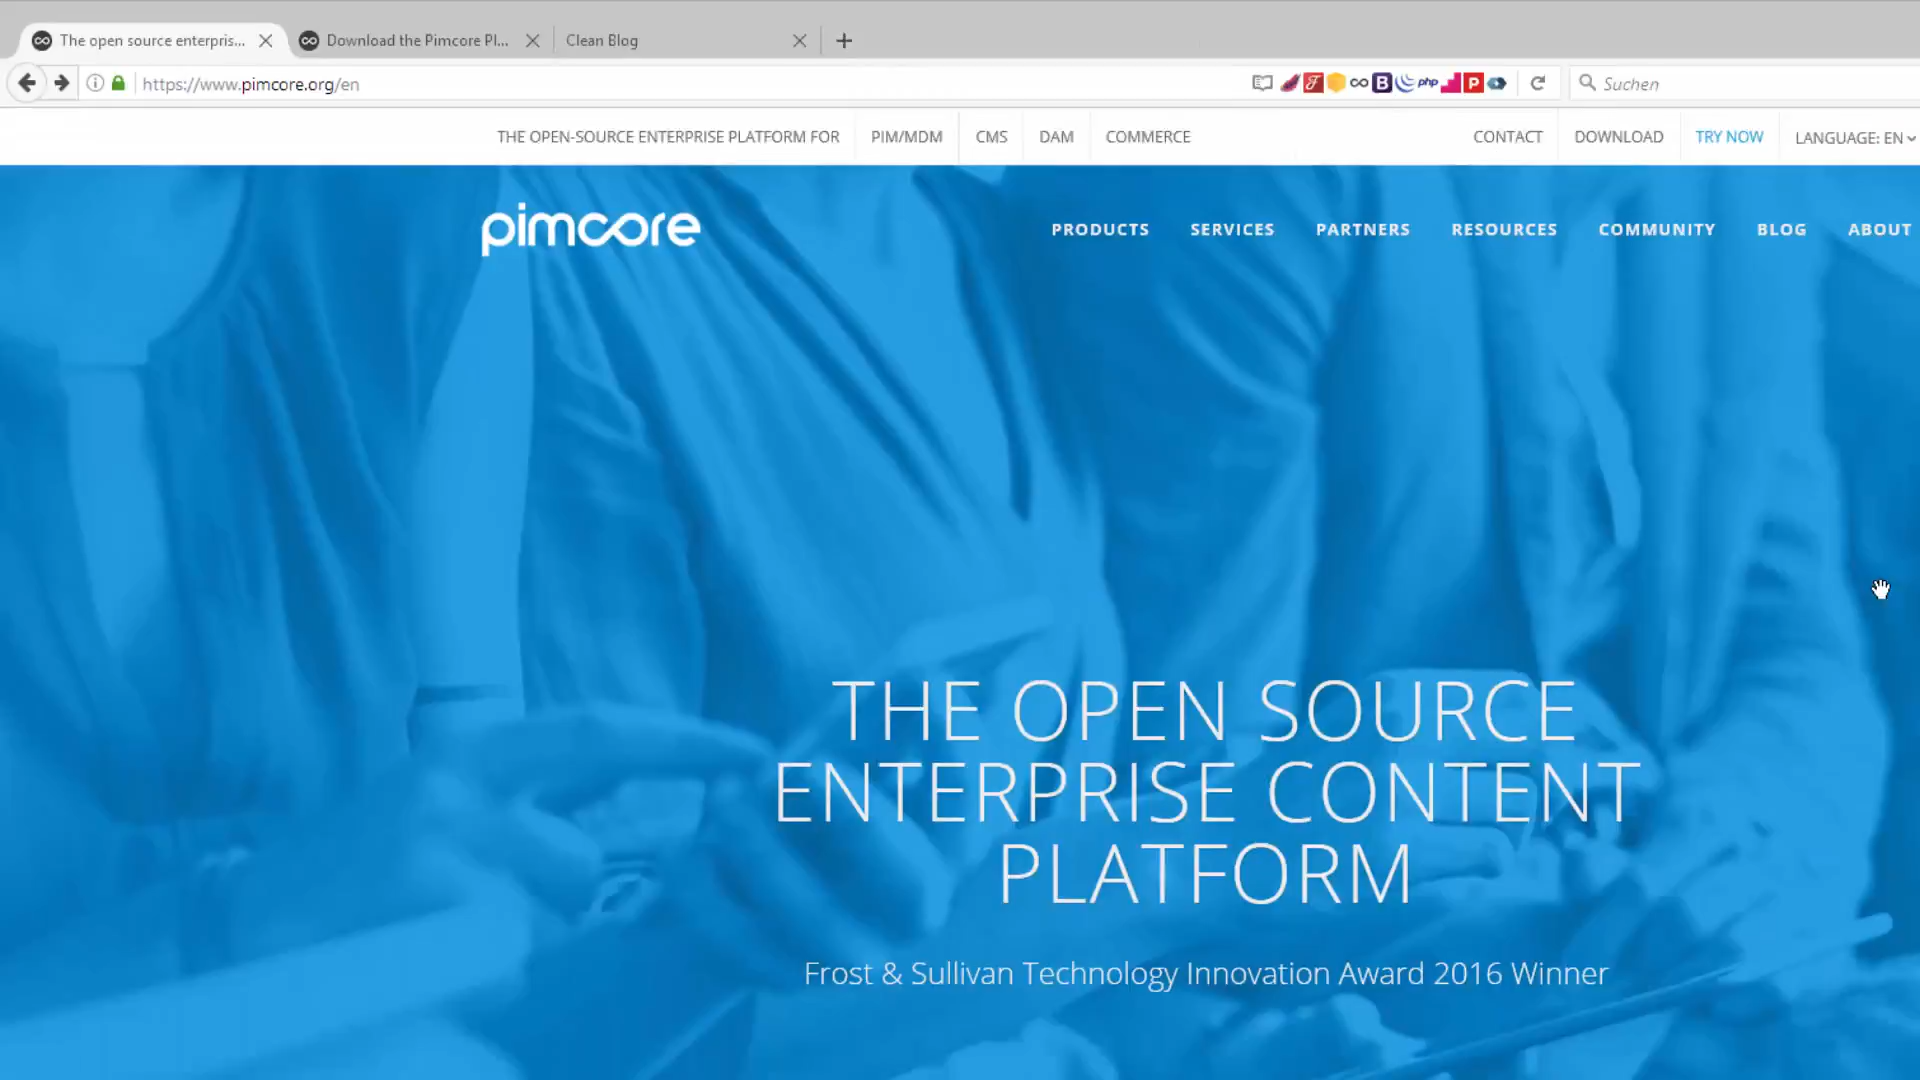 The open source enterpris...
Download the Pimcore Pl...
Clean Blog
https://www.pimcore.org/en
php
Suchen
THE OPEN-SOURCE ENTERPRISE PLATFORM FOR
PIM/MDM
CMS
DAM
COMMERCE
CONTACT
DOWNLOAD
TRY NOW
LANGUAGE: EN
pimcore
PRODUCTS
SERVICES
PARTNERS
RESOURCES
COMMUNITY
BLOG
ABOUT
THE OPEN SOURCE
ENTERPRISE CONTENT
PLATFORM
Frost & Sullivan Technology Innovation Award 2016 Winner